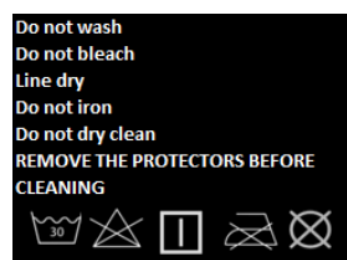 Do not wash
Do not bleach
Line dry
Do not iron
Do not dry clean
REMOVE THE PROTECTORS BEFORE
CLEANING
30